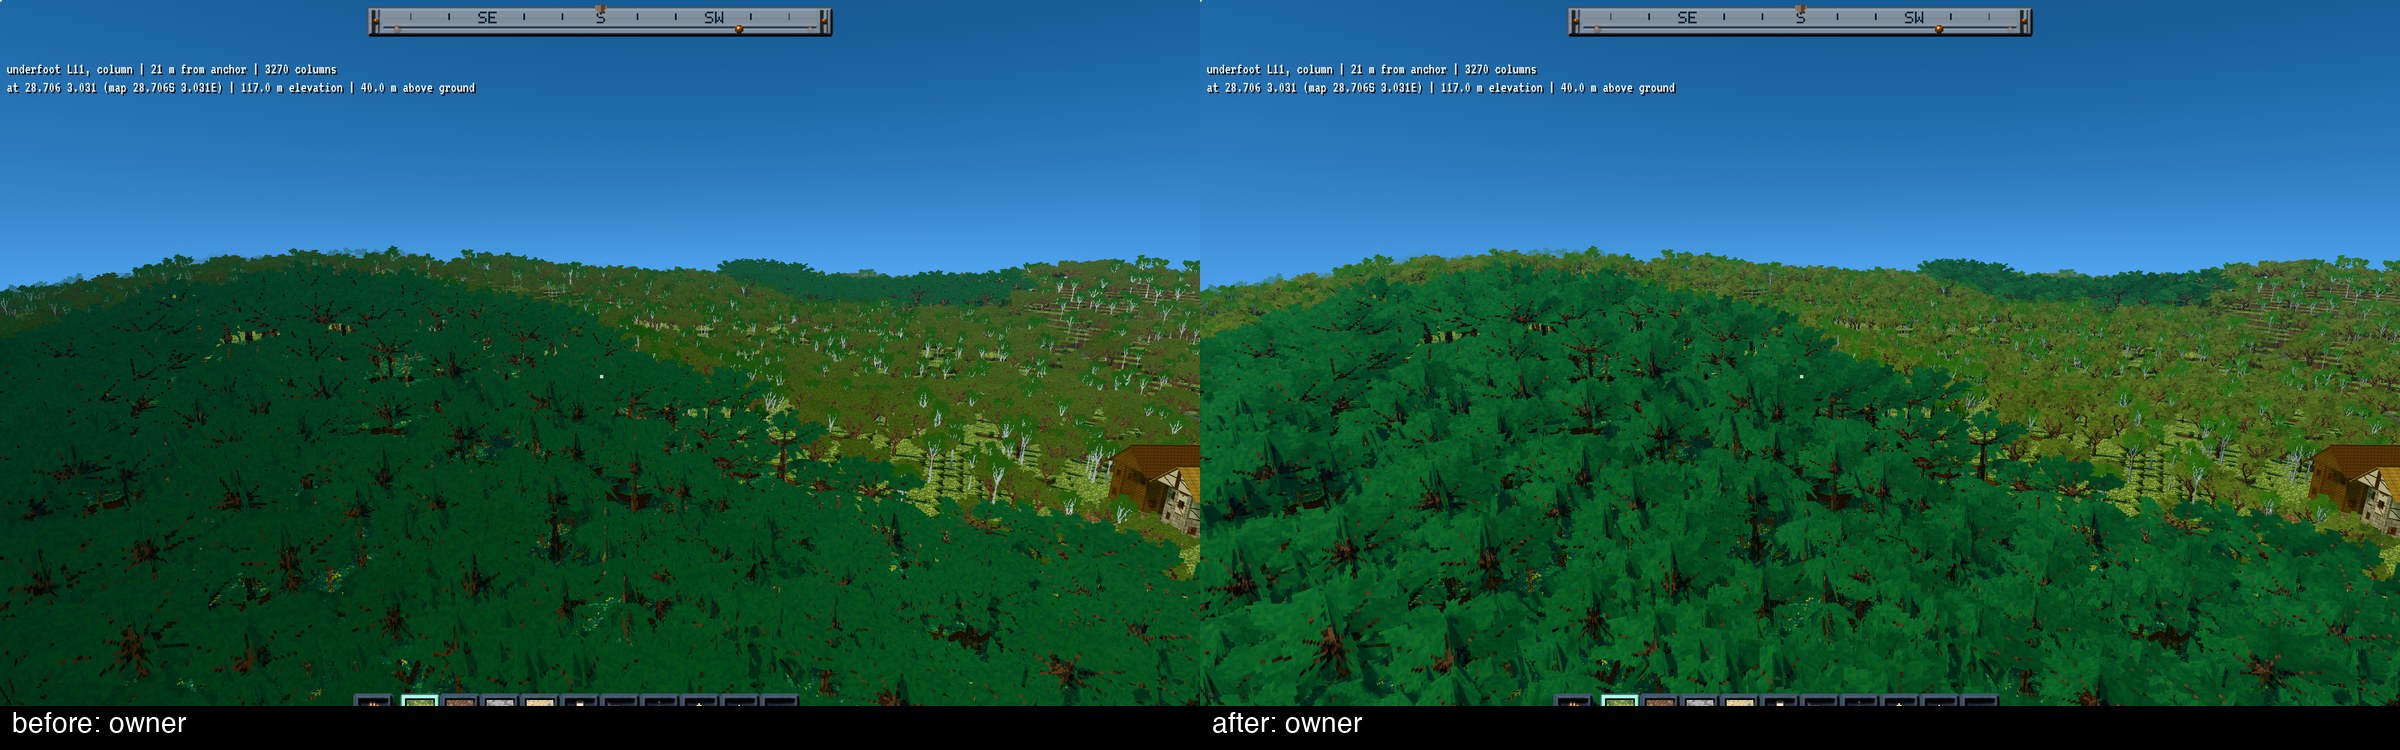 SE S SW
underfoot L11, column | 21 m from anchor | 3270 columns
at 28.706 3.031 (map 28.706S 3.031E) | 117.0 m elevation | 40.0 m above ground
before: owner
SE S SW
underfoot L11, column | 21 m from anchor | 3270 columns
at 28.706 3.031 (map 28.706S 3.031E) | 117.0 m elevation | 40.0 m above ground
after: owner